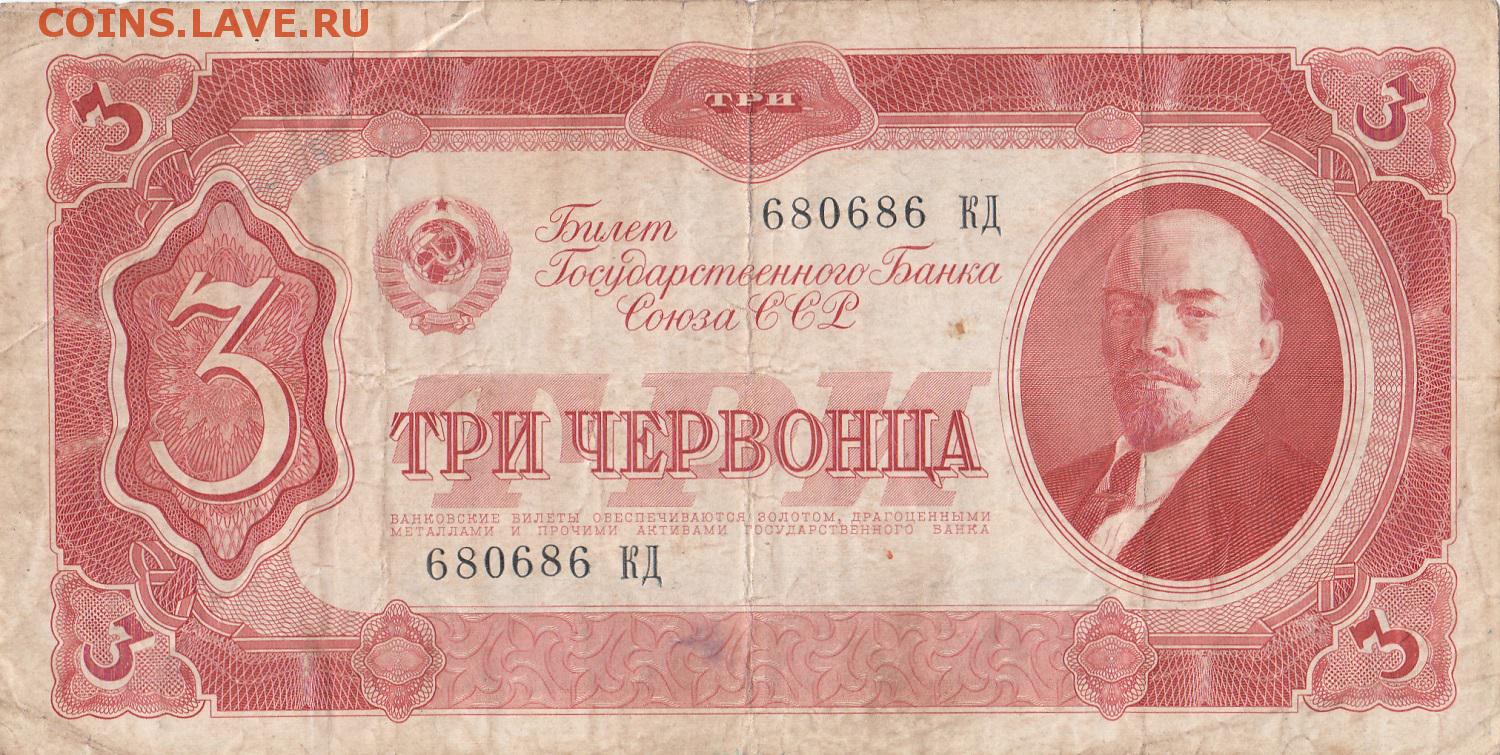 COINS.LAVE.RU
3
ТРИ
3
680686 КД
Билет
Государственного Банка
Союза ССР
3
ТРИ
ТРИ ЧЕРВОНЦА
БАНКОВСКИЕ БИЛЕТЫ ОБЕСПЕЧИВАЮТСЯ ЗОЛОТОМ, ДРАГОЦЕННЫМИ
МЕТАЛЛАМИ И ПРОЧИМИ АКТИВАМИ ГОСУДАРСТВЕННОГО БАНКА
680686 КД
3
3